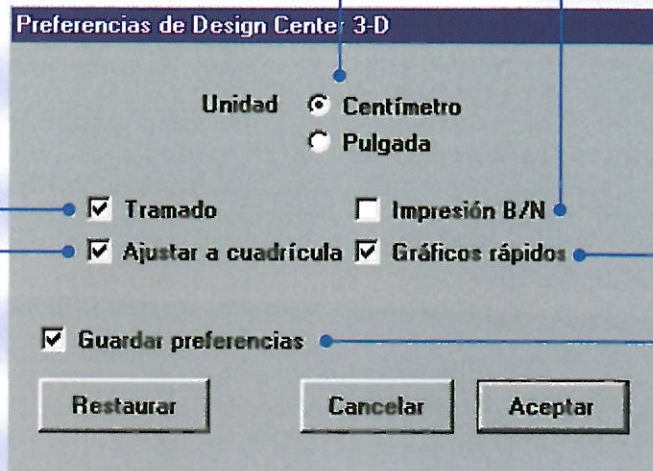 Preferencias de Design Center 3-D
Unidad Centímetro
Pulgada
Tramado Impresión B/N
Ajustar a cuadrícula Gráficos rápidos
Guardar preferencias
Restaurar Cancelar Aceptar